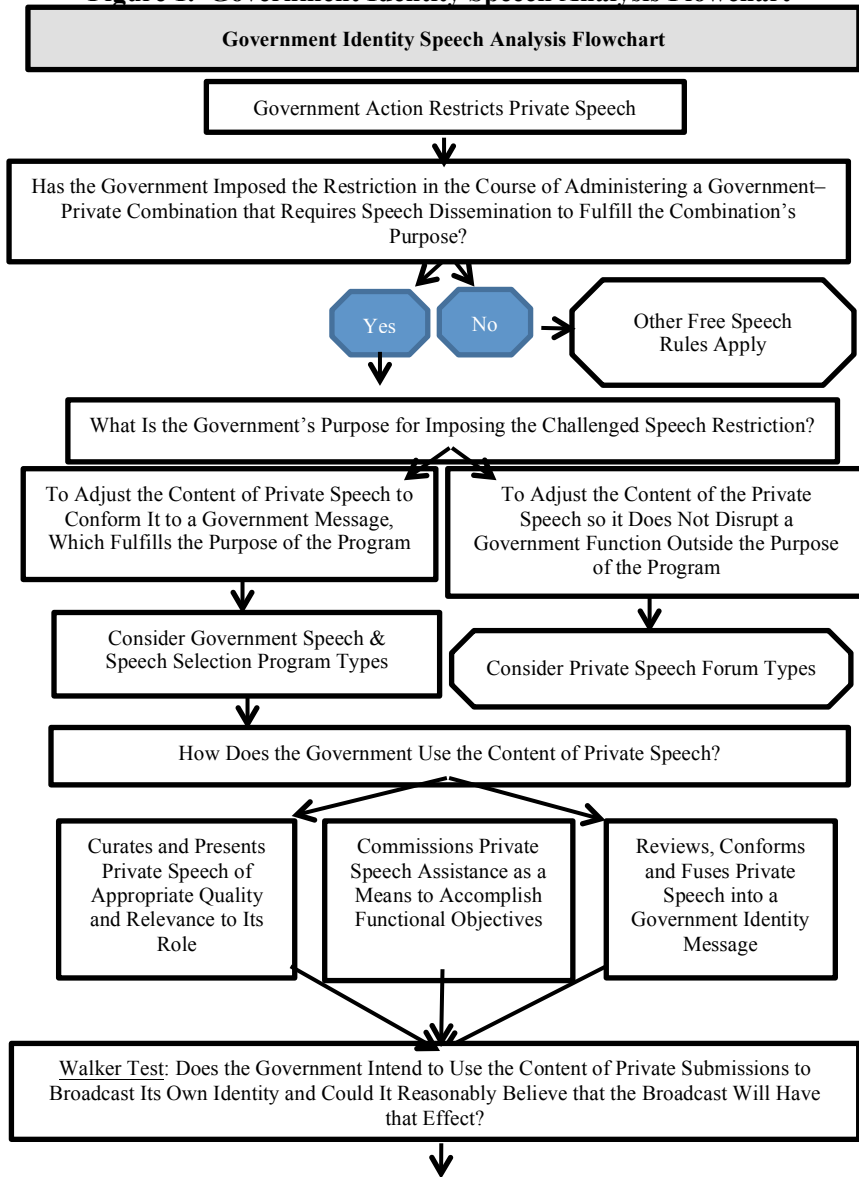 Figure 1: Government Identity Speech Analysis Flowchart
Government Identity Speech Analysis Flowchart
Government Action Restricts Private Speech
Has the Government Imposed the Restriction in the Course of Administering a Government–
Private Combination that Requires Speech Dissemination to Fulfill the Combination's
Purpose?
Yes
No
Other Free Speech
Rules Apply
What Is the Government's Purpose for Imposing the Challenged Speech Restriction?
To Adjust the Content of Private Speech to
Conform It to a Government Message,
Which Fulfills the Purpose of the Program
To Adjust the Content of the Private
Speech so it Does Not Disrupt a
Government Function Outside the Purpose
of the Program
Consider Government Speech &
Speech Selection Program Types
Consider Private Speech Forum Types
How Does the Government Use the Content of Private Speech?
Curates and Presents
Private Speech of
Appropriate Quality
and Relevance to Its
Role
Commissions Private
Speech Assistance as a
Means to Accomplish
Functional Objectives
Reviews, Conforms
and Fuses Private
Speech into a
Government Identity
Message
Walker Test: Does the Government Intend to Use the Content of Private Submissions to
Broadcast Its Own Identity and Could It Reasonably Believe that the Broadcast Will Have
that Effect?